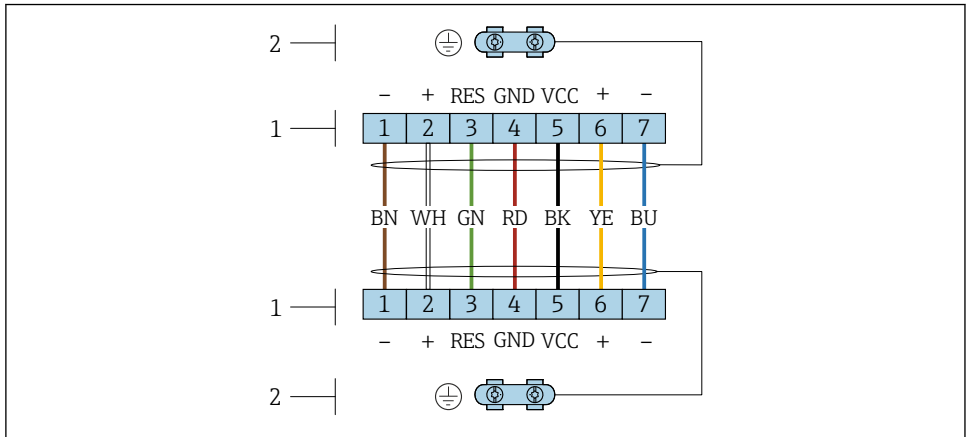 2
– + RES GND VCC + –
1 1 2 3 4 5 6 7
BN WH GN RD BK YE BU
1 1 2 3 4 5 6 7
– + RES GND VCC + –
2